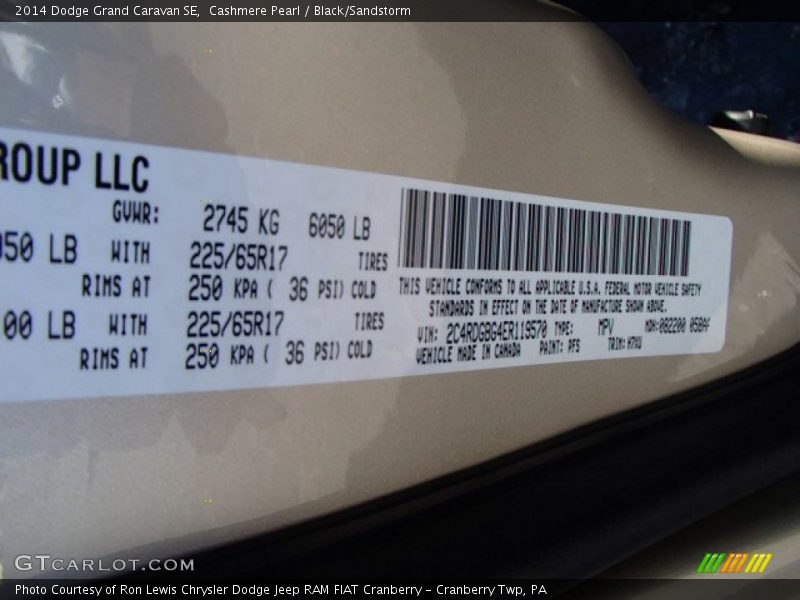 2014 Dodge Grand Caravan SE,  Cashmere Pearl / Black/Sandstorm
ROUP LLC
GVWR: 2745 KG 6050 LB
050 LB WITH 225/65R17 TIRES
RIMS AT 250 KPA ( 36 PSI) COLD
00 LB WITH 225/65R17 TIRES
RIMS AT 250 KPA ( 36 PSI) COLD
THIS VEHICLE CONFORMS TO ALL APPLICABLE U.S.A. FEDERAL MOTOR VEHICLE SAFETY
STANDARDS IN EFFECT ON THE DATE OF MANUFACTURE SHOWN ABOVE.
VIN: 2C4RDGBG4ER119570 TYPE: MPV MDH:082200 058AF
VEHICLE MADE IN CANADA PAINT: PFS TRIM:
GTCARLOT.COM
Photo Courtesy of Ron Lewis Chrysler Dodge Jeep RAM FIAT Cranberry – Cranberry Twp, PA